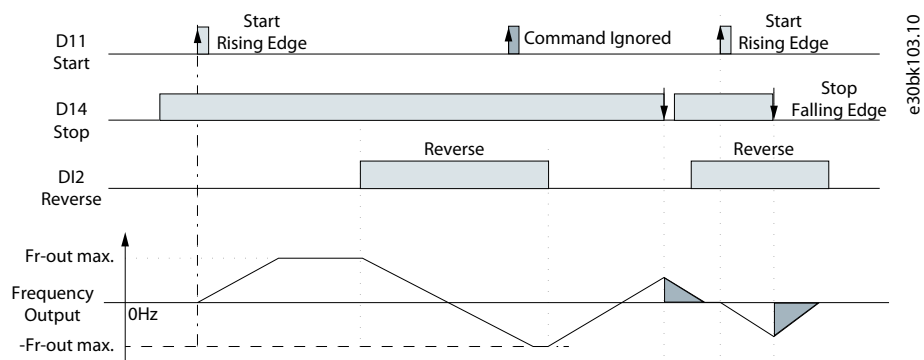 Start
Rising Edge
D11
Start
Command Ignored
Start
Rising Edge
e30bk103.10
D14
Stop
Stop
Falling Edge
Reverse
Reverse
DI2
Reverse
Fr-out max.
Frequency
Output
0Hz
-Fr-out max.